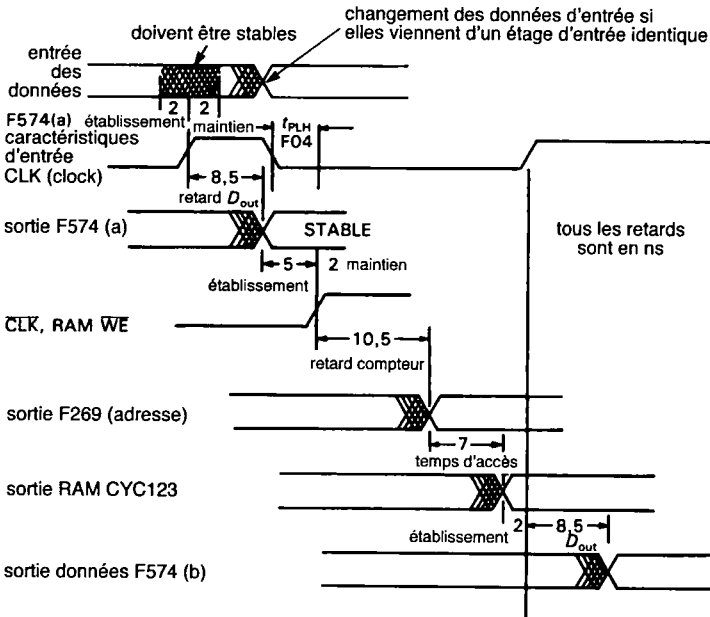 changement des données d'entrée si
elles viennent d'un étage d'entrée identique
doivent être stables
entrée
des
données
2 2
établissement maintien
t_PLH
F04
F574(a)
caractéristiques
d'entrée
CLK (clock)
8,5
retard D_out
sortie F574 (a)
STABLE
tous les retards
sont en ns
5 2 maintien
établissement
CLK, RAM WE
10,5
retard compteur
sortie F269 (adresse)
7
temps d'accès
sortie RAM CYC123
établissement 2 8,5
D_out
sortie données F574 (b)